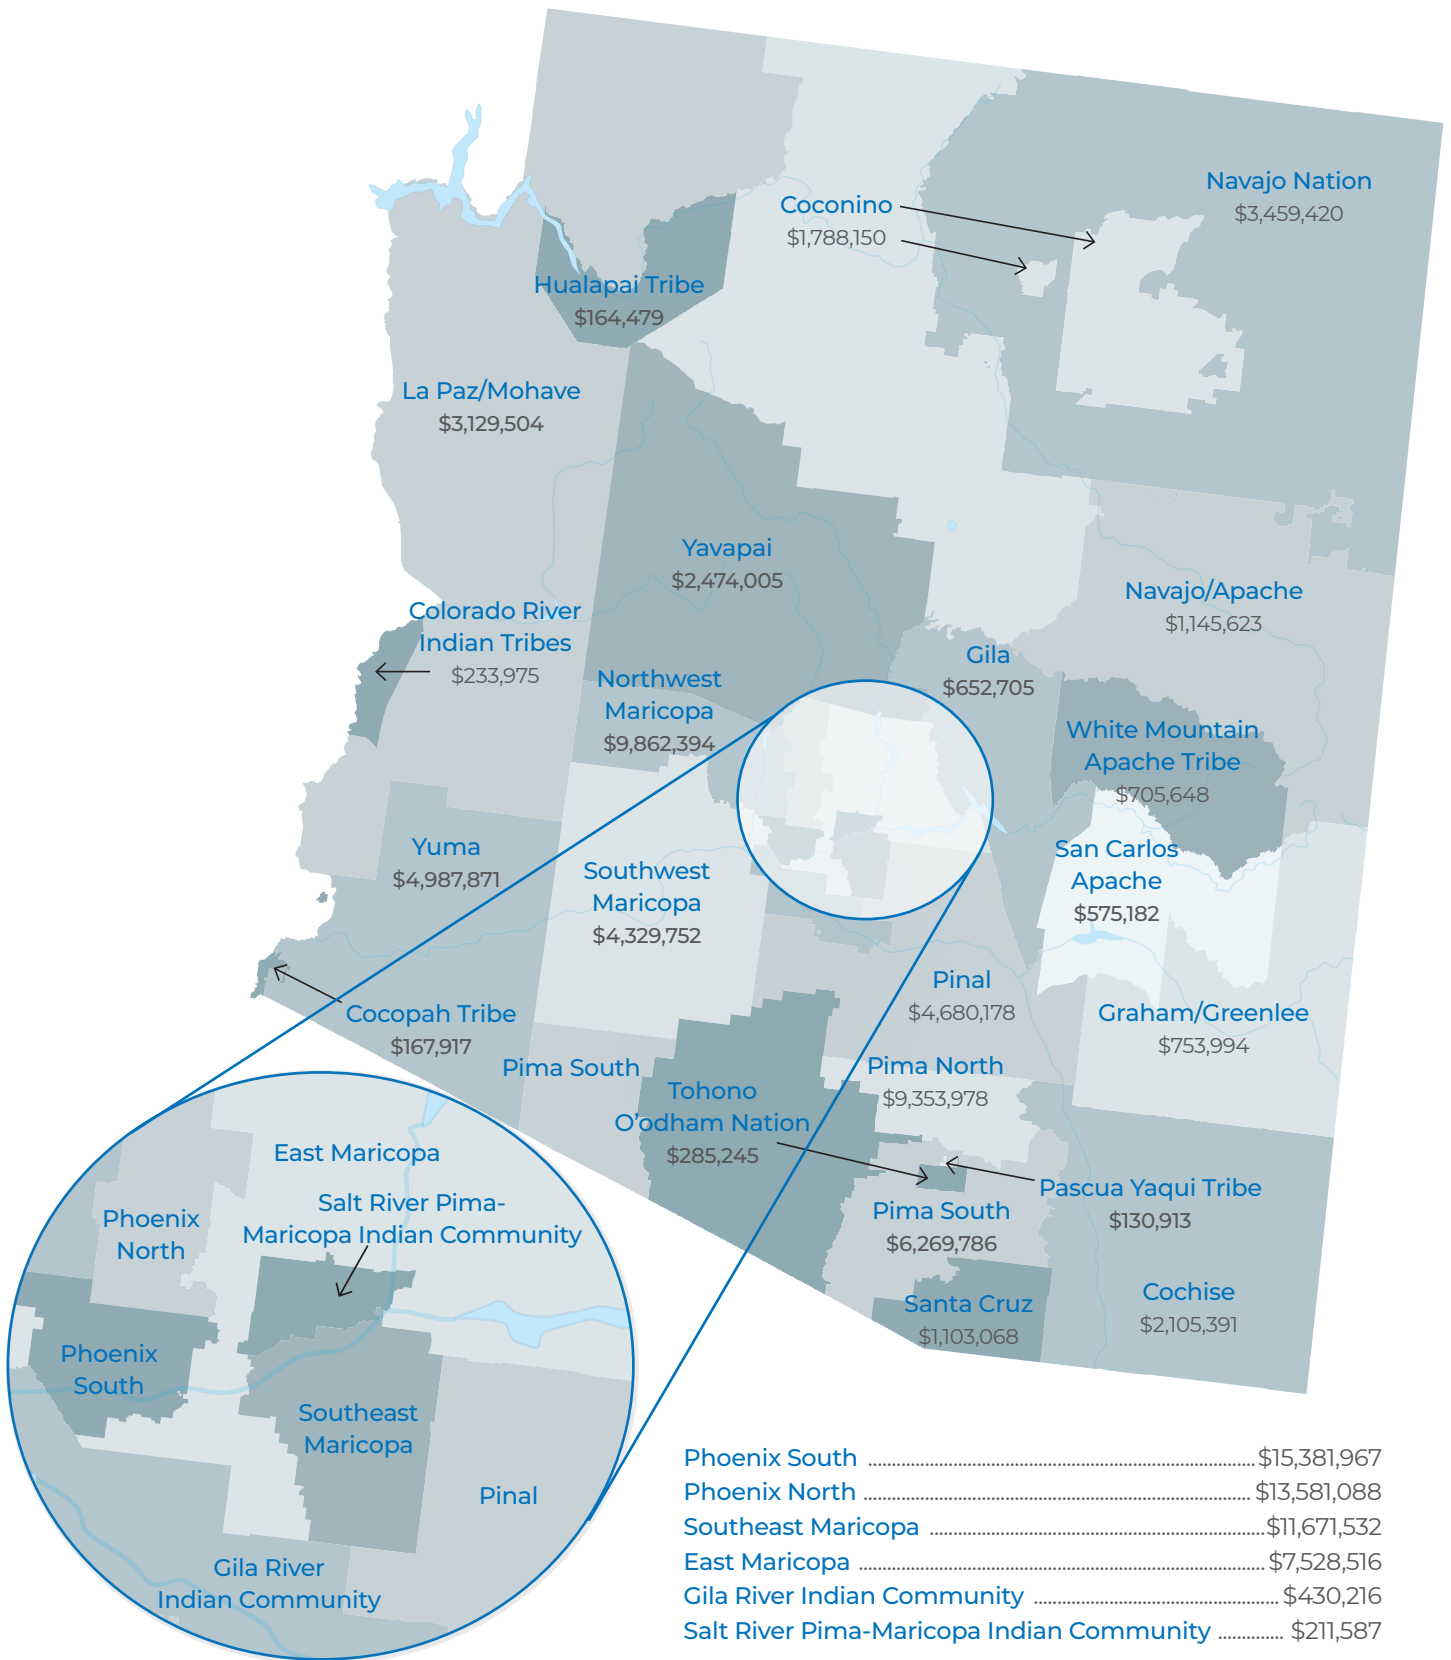 Navajo Nation
$3,459,420
Coconino
$1,788,150
Hualapai Tribe
$164,479
La Paz/Mohave
$3,129,504
Yavapai
$2,474,005
Navajo/Apache
$1,145,623
Colorado River
Indian Tribes
$233,975
Gila
$652,705
Northwest
Maricopa
$9,862,394
White Mountain
Apache Tribe
$705,648
Yuma
$4,987,871
San Carlos
Apache
$575,182
Southwest
Maricopa
$4,329,752
Pinal
$4,680,178
Cocopah Tribe
$167,917
Graham/Greenlee
$753,994
Pima South
Pima North
$9,353,978
Tohono
O'odham Nation
$285,245
Pascua Yaqui Tribe
$130,913
Pima South
$6,269,786
Santa Cruz
$1,103,068
Cochise
$2,105,391
East Maricopa
Salt River Pima-
Maricopa Indian Community
Phoenix
North
Phoenix
South
Southeast
Maricopa
Pinal
Gila River
Indian Community
Phoenix South $15,381,967
Phoenix North $13,581,088
Southeast Maricopa $11,671,532
East Maricopa $7,528,516
Gila River Indian Community $430,216
Salt River Pima-Maricopa Indian Community $211,587